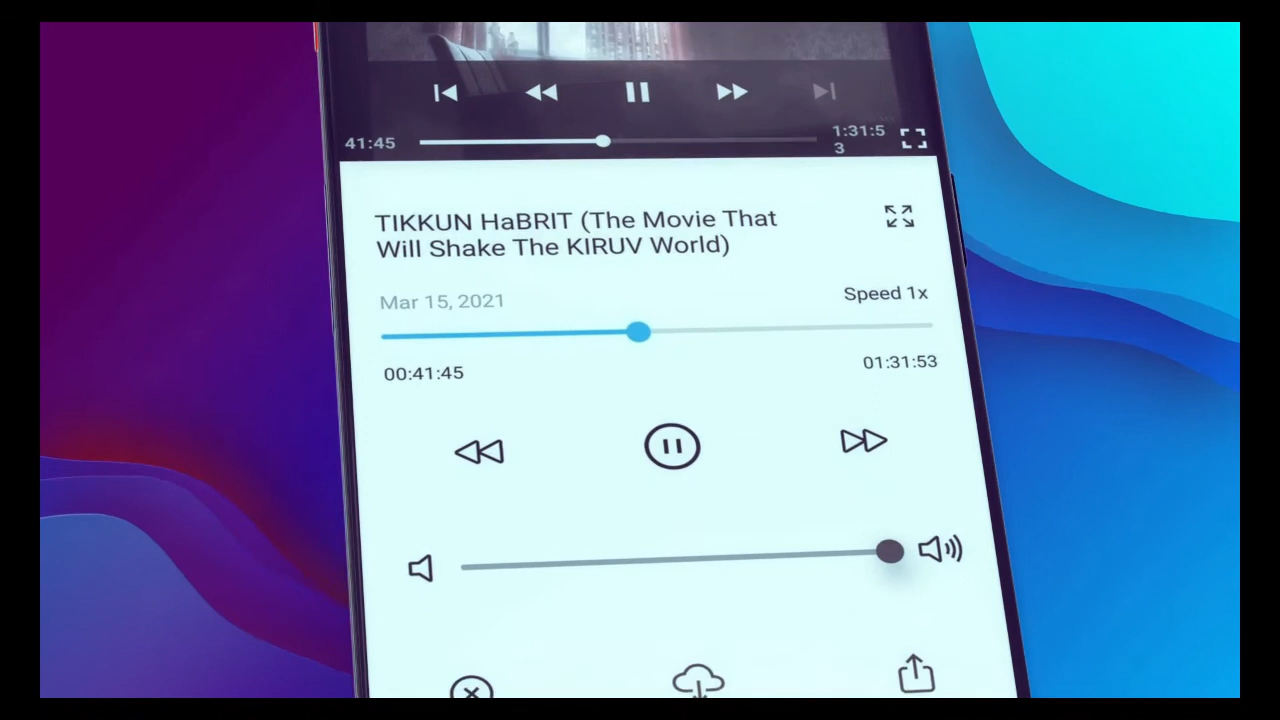 41:45
1:31:5
3
TIKKUN HaBRIT (The Movie That
Will Shake The KIRUV World)
Mar 15, 2021
Speed 1x
00:41:45
01:31:53